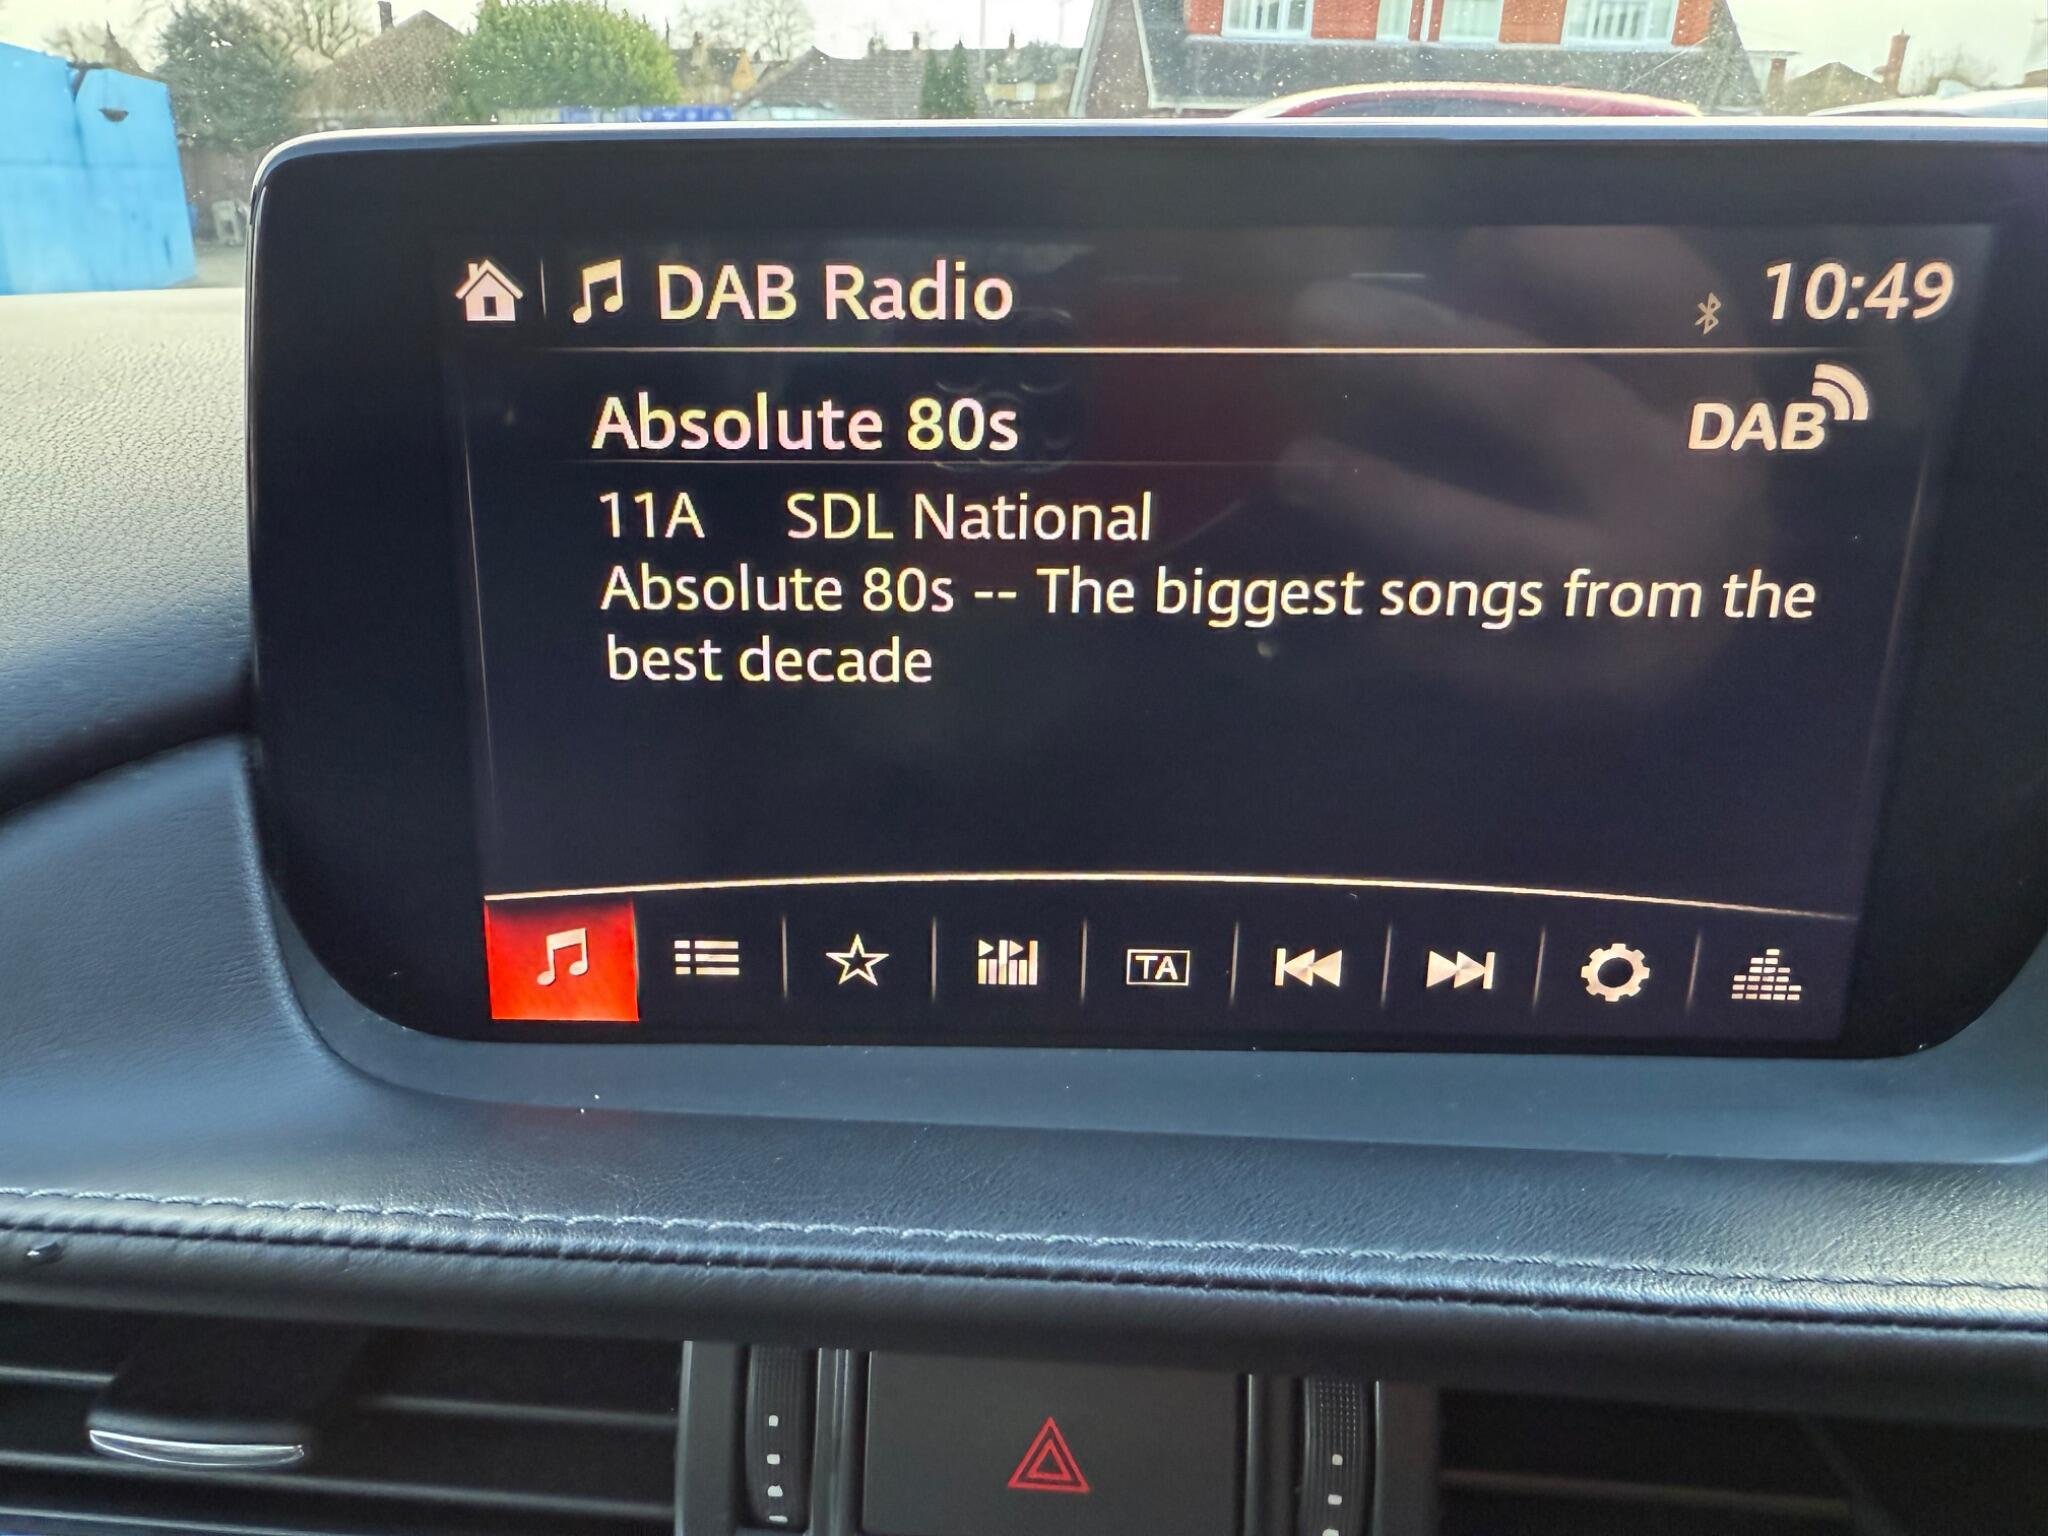 DAB Radio 10:49
Absolute 80s DAB
11A SDL National
Absolute 80s -- The biggest songs from the
best decade
TA